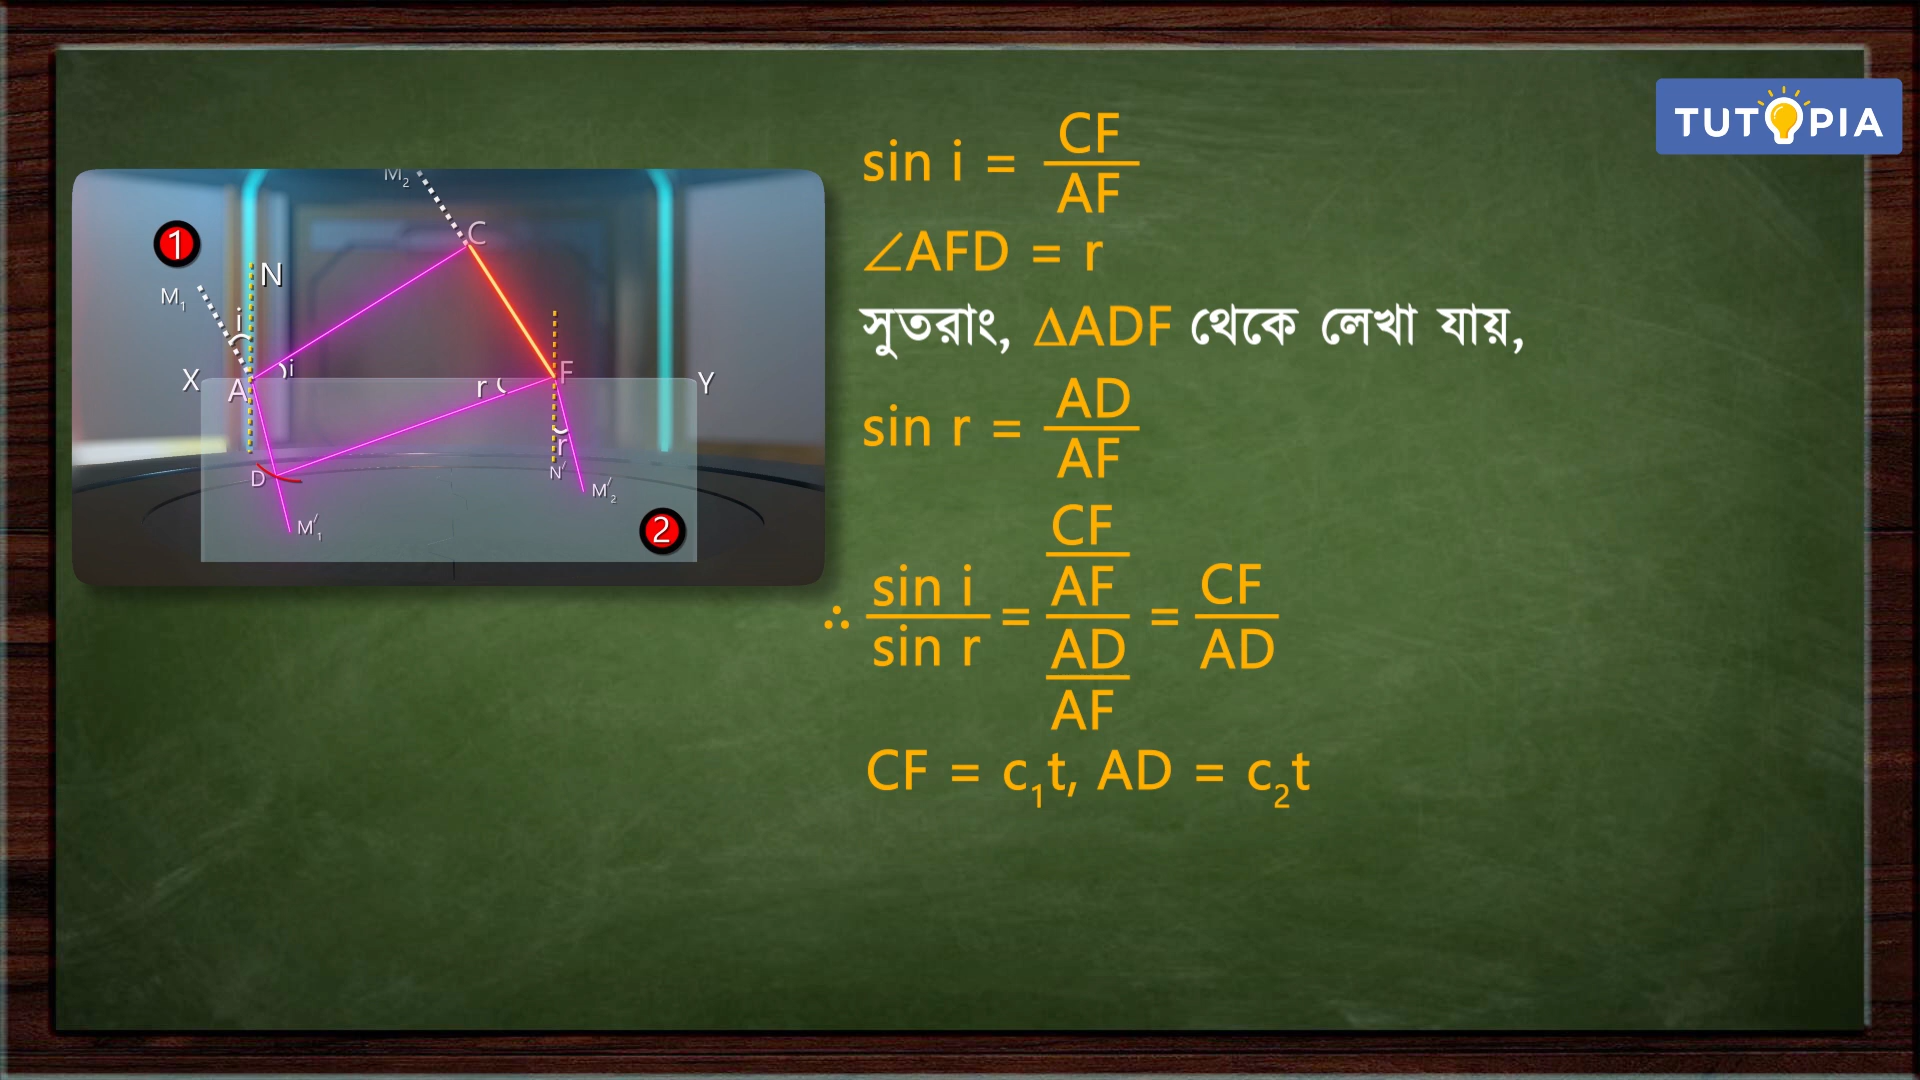 TUTOPIA
sin i = CF/AF
∠AFD = r
সুতরাং, ΔADF থেকে লেখা যায়,
sin r = AD/AF
∴ sin i/sin r = (CF/AF)/(AD/AF) = CF/AD
CF = c₁t, AD = c₂t
M₂
C
1
N
M₁
i
i
X
A
r
F
Y
r
D
N′
M′₂
M′₁
2